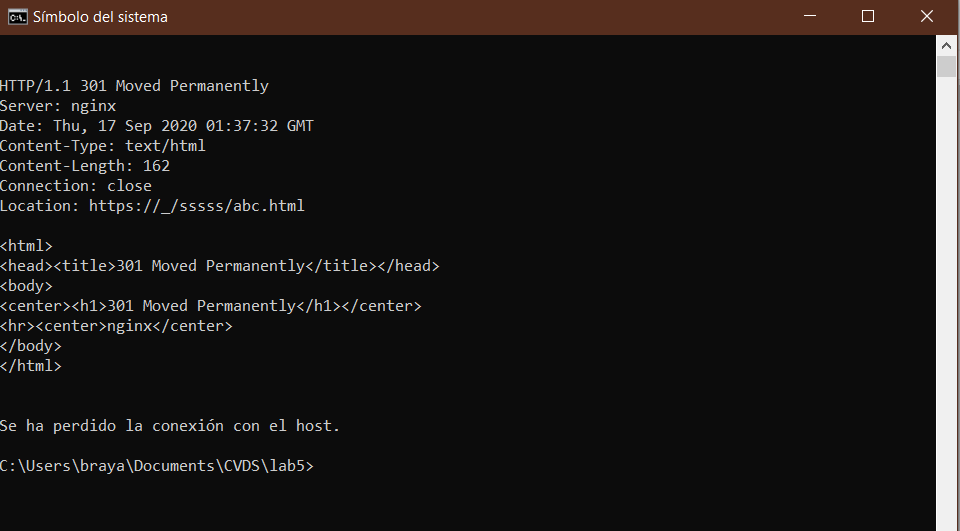 Símbolo del sistema
HTTP/1.1 301 Moved Permanently
Server: nginx
Date: Thu, 17 Sep 2020 01:37:32 GMT
Content-Type: text/html
Content-Length: 162
Connection: close
Location: https://_/sssss/abc.html
<html>
<head><title>301 Moved Permanently</title></head>
<body>
<center><h1>301 Moved Permanently</h1></center>
<hr><center>nginx</center>
</body>
</html>
Se ha perdido la conexión con el host.
C:\Users\braya\Documents\CVDS\lab5>